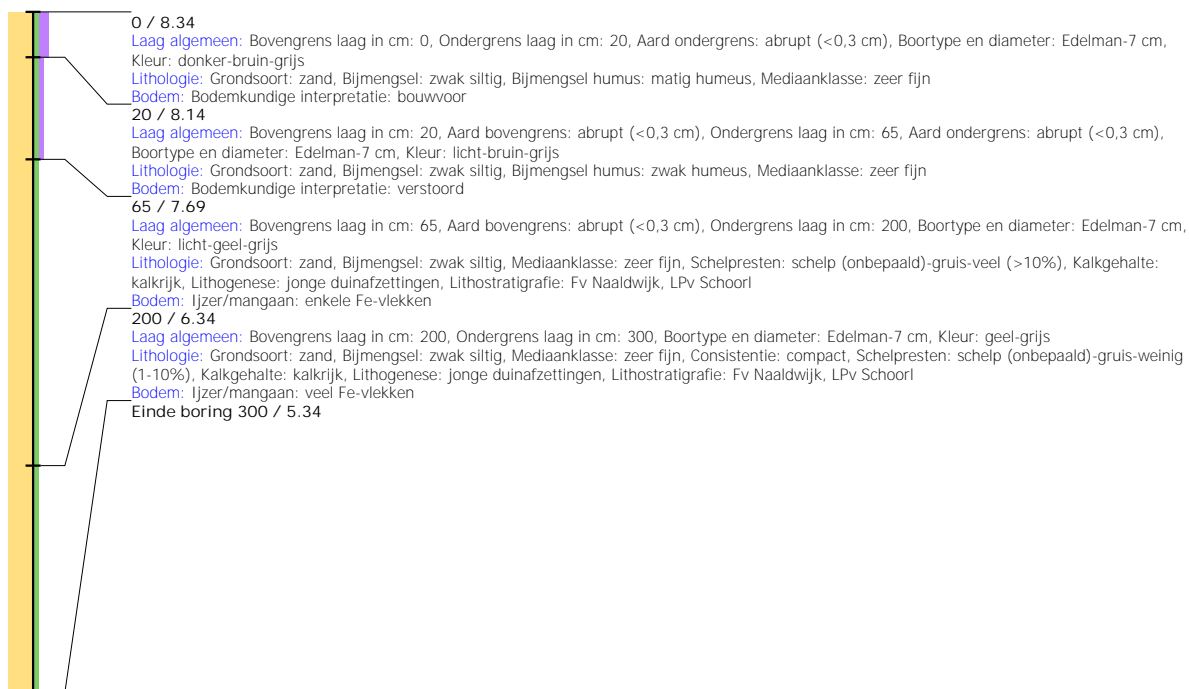 0 / 8.34
Laag algemeen: Bovengrens laag in cm: 0, Ondergrens laag in cm: 20, Aard ondergrens: abrupt (<0,3 cm), Boortype en diameter: Edelman-7 cm,
Kleur: donker-bruin-grijs
Lithologie: Grondsoort: zand, Bijmengsel: zwak siltig, Bijmengsel humus: matig humeus, Mediaanklasse: zeer fijn
Bodem: Bodemkundige interpretatie: bouwvoor
20 / 8.14
Laag algemeen: Bovengrens laag in cm: 20, Aard bovengrens: abrupt (<0,3 cm), Ondergrens laag in cm: 65, Aard ondergrens: abrupt (<0,3 cm),
Boortype en diameter: Edelman-7 cm, Kleur: licht-bruin-grijs
Lithologie: Grondsoort: zand, Bijmengsel: zwak siltig, Bijmengsel humus: zwak humeus, Mediaanklasse: zeer fijn
Bodem: Bodemkundige interpretatie: verstoord
65 / 7.69
Laag algemeen: Bovengrens laag in cm: 65, Aard bovengrens: abrupt (<0,3 cm), Ondergrens laag in cm: 200, Boortype en diameter: Edelman-7 cm,
Kleur: licht-geel-grijs
Lithologie: Grondsoort: zand, Bijmengsel: zwak siltig, Mediaanklasse: zeer fijn, Schelpresten: schelp (onbepaald)-gruis-veel (>10%), Kalkgehalte:
kalkrijk, Lithogenese: jonge duinafzettingen, Lithostratigrafie: Fv Naaldwijk, LPv Schoorl
Bodem: Ijzer/mangaan: enkele Fe-vlekken
200 / 6.34
Laag algemeen: Bovengrens laag in cm: 200, Ondergrens laag in cm: 300, Boortype en diameter: Edelman-7 cm, Kleur: geel-grijs
Lithologie: Grondsoort: zand, Bijmengsel: zwak siltig, Mediaanklasse: zeer fijn, Consistentie: compact, Schelpresten: schelp (onbepaald)-gruis-weinig
(1-10%), Kalkgehalte: kalkrijk, Lithogenese: jonge duinafzettingen, Lithostratigrafie: Fv Naaldwijk, LPv Schoorl
Bodem: Ijzer/mangaan: veel Fe-vlekken
Einde boring 300 / 5.34